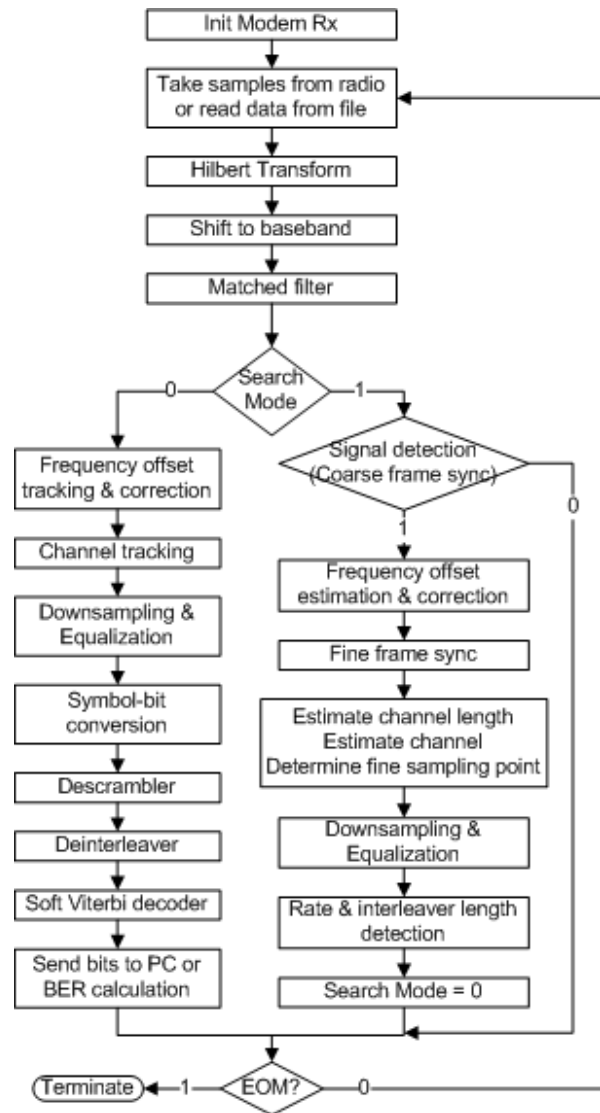 Init Modem Rx
Take samples from radio
or read data from file
Hilbert Transform
Shift to baseband
Matched filter
Search
Mode
0
1
Frequency offset
tracking & correction
Channel tracking
Downsampling &
Equalization
Symbol-bit
conversion
Descrambler
Deinterleaver
Soft Viterbi decoder
Send bits to PC or
BER calculation
Signal detection
(Coarse frame sync)
0
1
Frequency offset
estimation & correction
Fine frame sync
Estimate channel length
Estimate channel
Determine fine sampling point
Downsampling &
Equalization
Rate & interleaver length
detection
Search Mode = 0
EOM?
1
0
Terminate